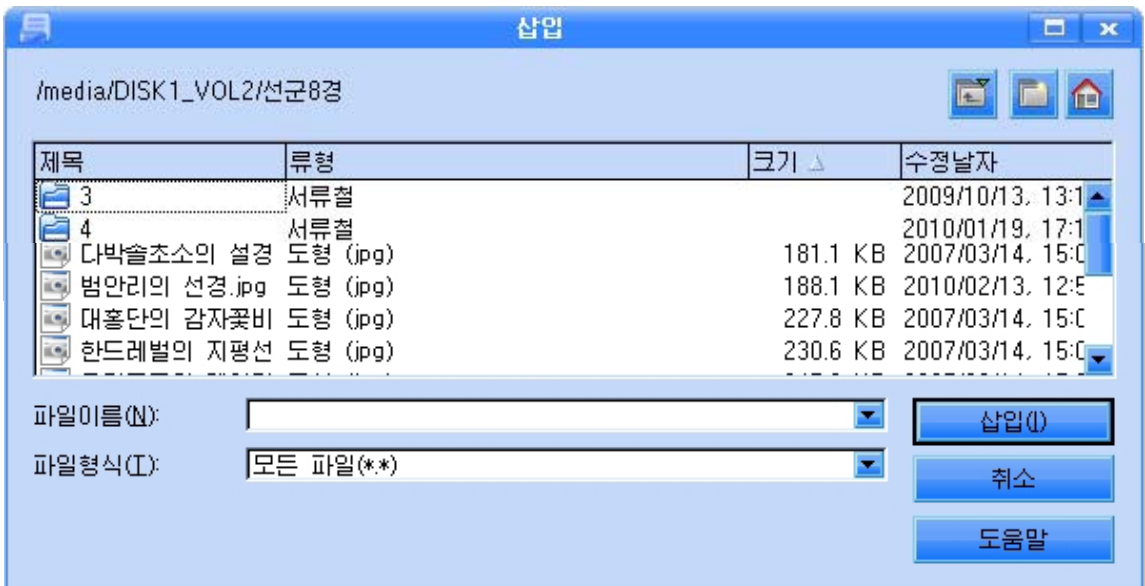 삽입
/media/DISK1_VOL2/선군8경
제목 류형 크기 수정날자
3 서류철 2009/10/13, 13:1
4 서류철 2010/01/19, 17:1
다박솔초소의 설경 도형 (jpg) 181.1 KB 2007/03/14, 15:0
범안리의 선경.jpg 도형 (jpg) 188.1 KB 2010/02/13, 12:5
대홍단의 감자꽃비 도형 (jpg) 227.8 KB 2007/03/14, 15:0
한드레벌의 지평선 도형 (jpg) 230.6 KB 2007/03/14, 15:0
파일이름(N):
삽입(I)
파일형식(T): 모든 파일(*.*)
취소
도움말